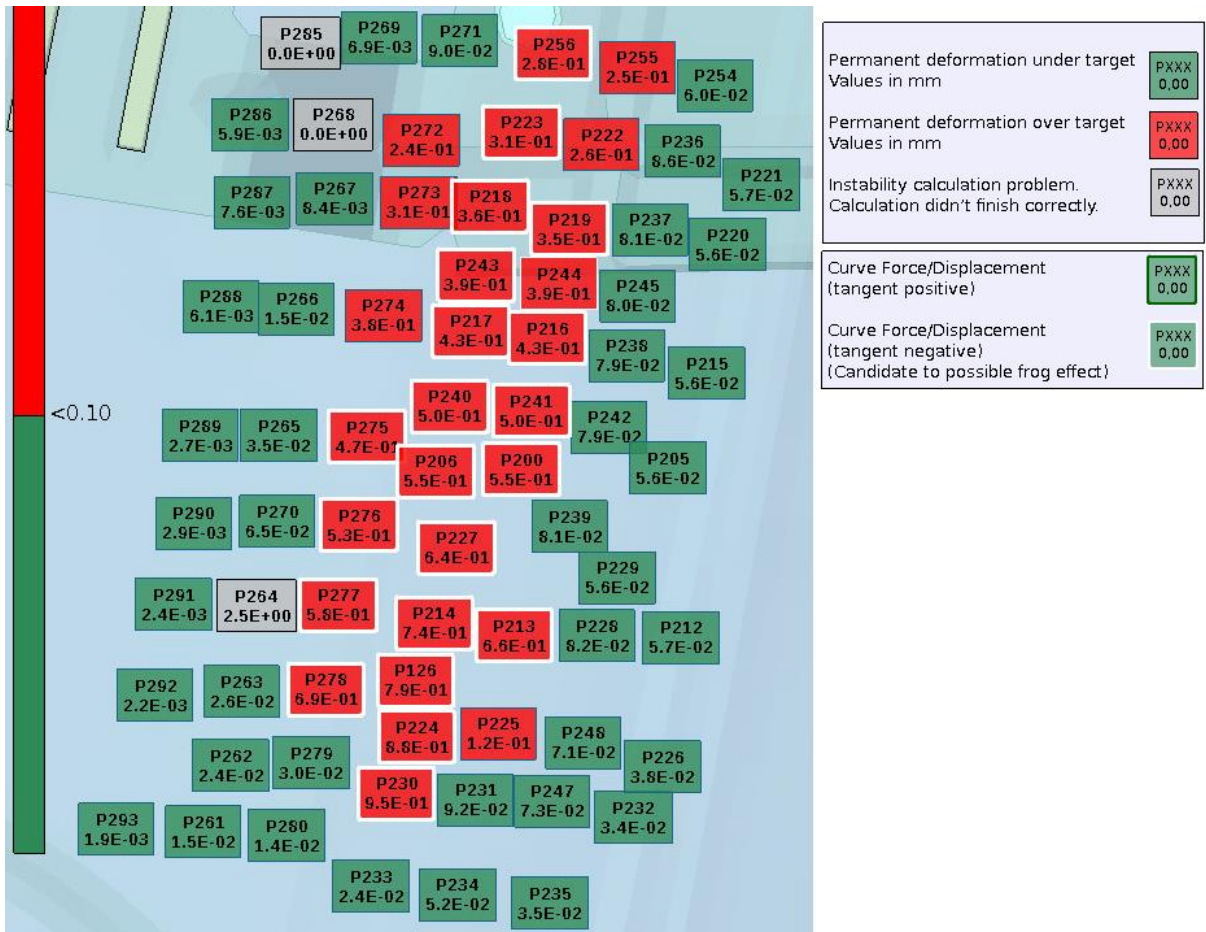 P285
0.0E+00
P269
6.9E-03
P271
9.0E-02
P256
2.8E-01
P255
2.5E-01
P254
6.0E-02
P286
5.9E-03
P268
0.0E+00
P272
2.4E-01
P223
3.1E-01
P222
2.6E-01
P236
8.6E-02
P221
5.7E-02
P287
7.6E-03
P267
8.4E-03
P273
3.1E-01
P218
3.6E-01
P219
3.5E-01
P237
8.1E-02
P220
5.6E-02
P243
3.9E-01
P244
3.9E-01
P245
8.0E-02
P288
6.1E-03
P266
1.5E-02
P274
3.8E-01
P217
4.3E-01
P216
4.3E-01
P238
7.9E-02
P215
5.6E-02
<0.10
P240
5.0E-01
P241
5.0E-01
P242
7.9E-02
P289
2.7E-03
P265
3.5E-02
P275
4.7E-01
P206
5.5E-01
P200
5.5E-01
P205
5.6E-02
P290
2.9E-03
P270
6.5E-02
P276
5.3E-01
P227
6.4E-01
P239
8.1E-02
P229
5.6E-02
P291
2.4E-03
P264
2.5E+00
P277
5.8E-01
P214
7.4E-01
P213
6.6E-01
P228
8.2E-02
P212
5.7E-02
P292
2.2E-03
P263
2.6E-02
P278
6.9E-01
P126
7.9E-01
P224
8.8E-01
P225
1.2E-01
P248
7.1E-02
P226
3.8E-02
P262
2.4E-02
P279
3.0E-02
P230
9.5E-01
P231
9.2E-02
P247
7.3E-02
P232
3.4E-02
P293
1.9E-03
P261
1.5E-02
P280
1.4E-02
P233
2.4E-02
P234
5.2E-02
P235
3.5E-02
Permanent deformation under target
Values in mm
PXXX
0,00
Permanent deformation over target
Values in mm
PXXX
0,00
Instability calculation problem.
Calculation didn't finish correctly.
PXXX
0,00
Curve Force/Displacement
(tangent positive)
PXXX
0,00
Curve Force/Displacement
(tangent negative)
(Candidate to possible frog effect)
PXXX
0,00